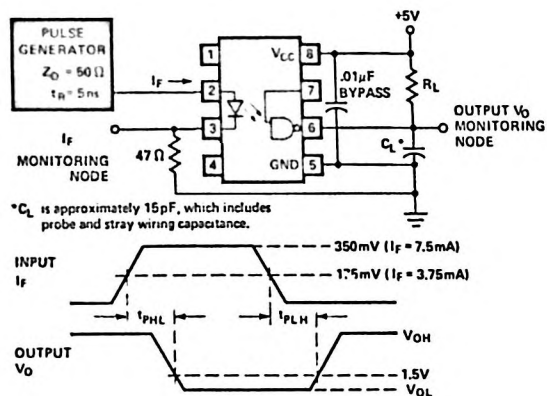 PULSE
GENERATOR
Z_O = 50 Ω
t_R = 5 ns
I_F →
1
2
3
4
V_CC 8
7
6
GND 5
.01μF
BYPASS
+5V
R_L
OUTPUT V_O
MONITORING
NODE
C_L*
I_F
MONITORING
NODE
47 Ω
*C_L is approximately 15pF, which includes
probe and stray wiring capacitance.
INPUT
I_F
350mV (I_F = 7.5mA)
175mV (I_F = 3.75mA)
t_PHL
t_PLH
OUTPUT
V_O
V_OH
1.5V
V_OL